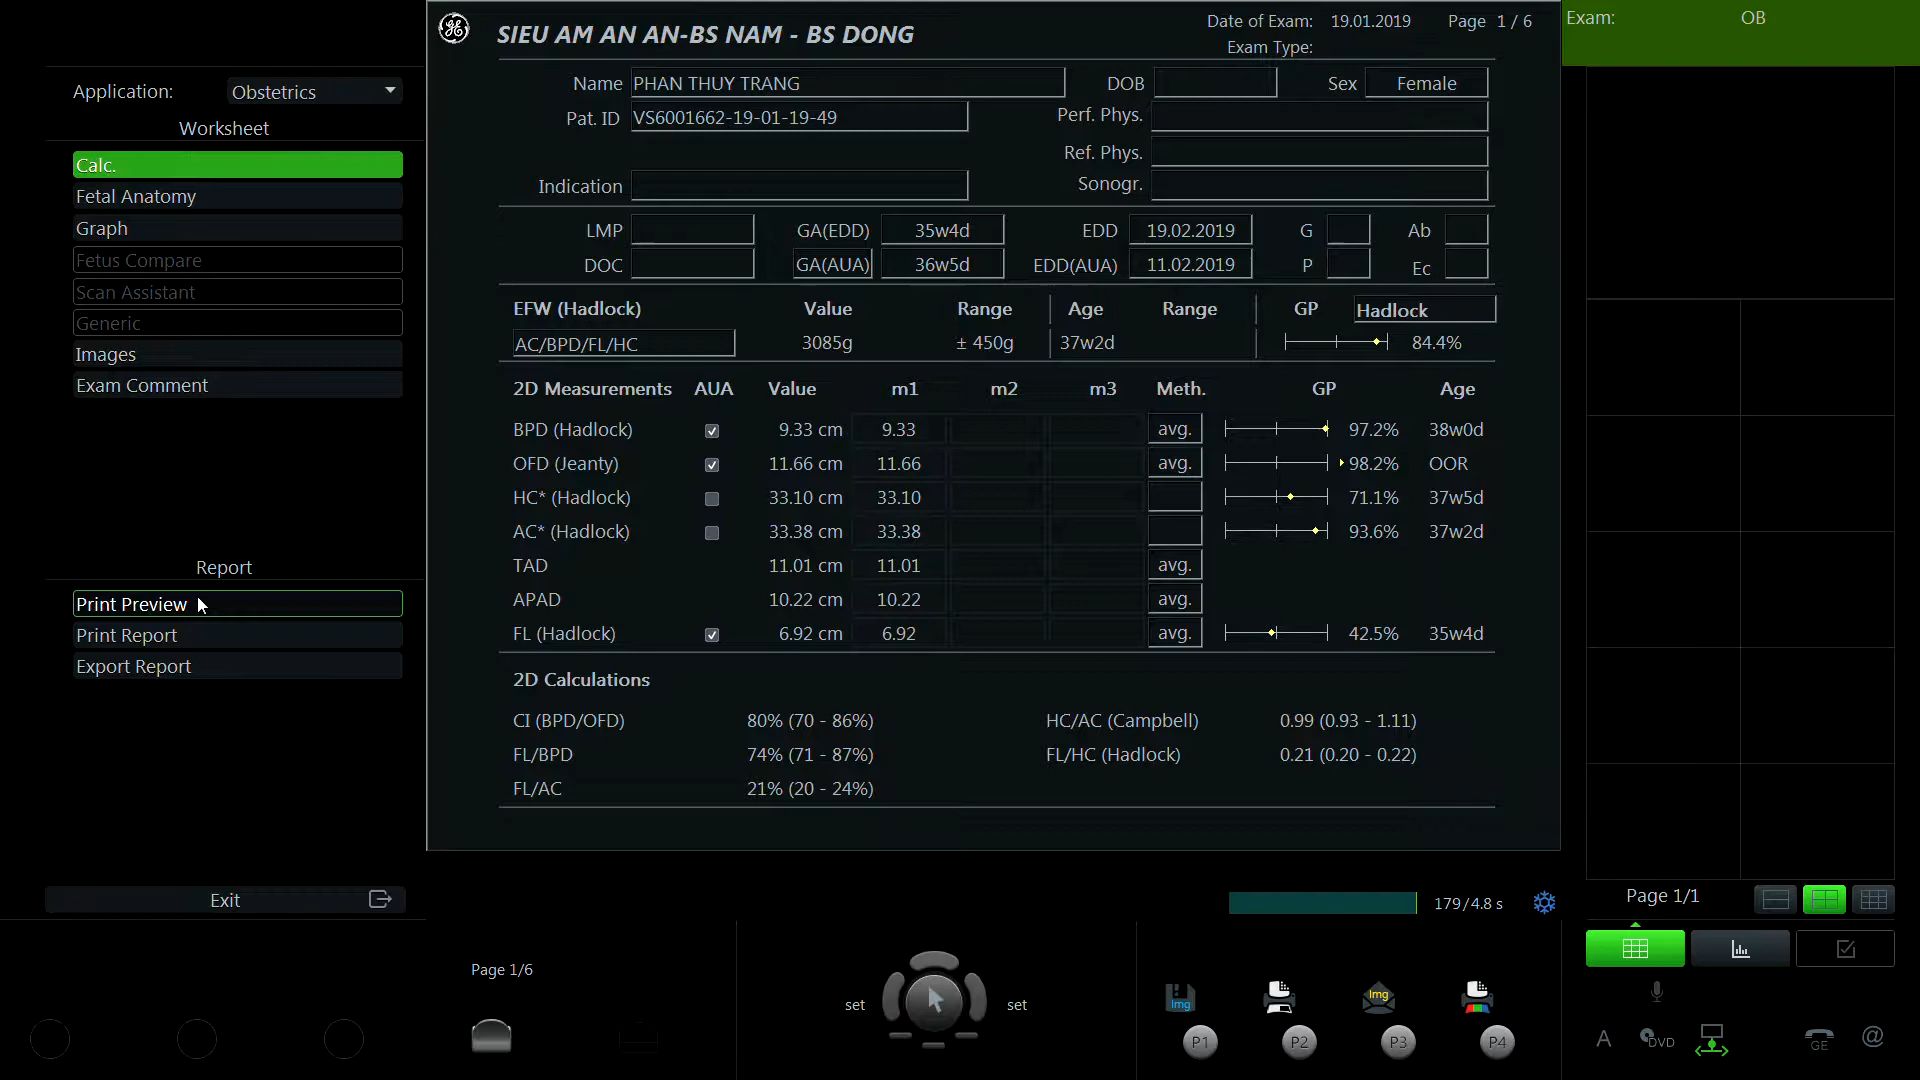 SIEU AM AN AN-BS NAM - BS DONG
Date of Exam: 19.01.2019 Page 1 / 6
Exam Type:
Exam: OB
Application: Obstetrics
Worksheet
Calc.
Fetal Anatomy
Graph
Fetus Compare
Scan Assistant
Generic
Images
Exam Comment
Report
Print Preview
Print Report
Export Report
Exit
Name PHAN THUY TRANG DOB Sex Female
Pat. ID VS6001662-19-01-19-49 Perf. Phys.
Ref. Phys.
Indication Sonogr.
LMP GA(EDD) 35w4d EDD 19.02.2019 G Ab
DOC GA(AUA) 36w5d EDD(AUA) 11.02.2019 P Ec
EFW (Hadlock) Value Range Age Range GP Hadlock
AC/BPD/FL/HC 3085g ± 450g 37w2d 84.4%
2D Measurements AUA Value m1 m2 m3 Meth. GP Age
BPD (Hadlock) 9.33 cm 9.33 avg. 97.2% 38w0d
OFD (Jeanty) 11.66 cm 11.66 avg. 98.2% OOR
HC* (Hadlock) 33.10 cm 33.10 71.1% 37w5d
AC* (Hadlock) 33.38 cm 33.38 93.6% 37w2d
TAD 11.01 cm 11.01 avg.
APAD 10.22 cm 10.22 avg.
FL (Hadlock) 6.92 cm 6.92 avg. 42.5% 35w4d
2D Calculations
CI (BPD/OFD) 80% (70 - 86%) HC/AC (Campbell) 0.99 (0.93 - 1.11)
FL/BPD 74% (71 - 87%) FL/HC (Hadlock) 0.21 (0.20 - 0.22)
FL/AC 21% (20 - 24%)
179/4.8 s
Page 1/1
Page 1/6
set set
Img Img
P1 P2 P3 P4
A DVD GE @